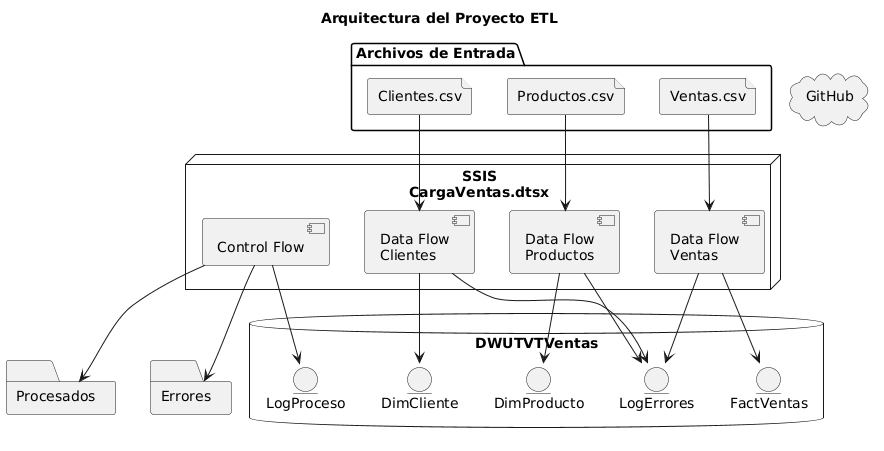 Arquitectura del Proyecto ETL
Archivos de Entrada
Clientes.csv
Productos.csv
Ventas.csv
GitHub
SSIS
CargaVentas.dtsx
Control Flow
Data Flow
Clientes
Data Flow
Productos
Data Flow
Ventas
DWUTVTVentas
Procesados
Errores
LogProceso
DimCliente
DimProducto
LogErrores
FactVentas